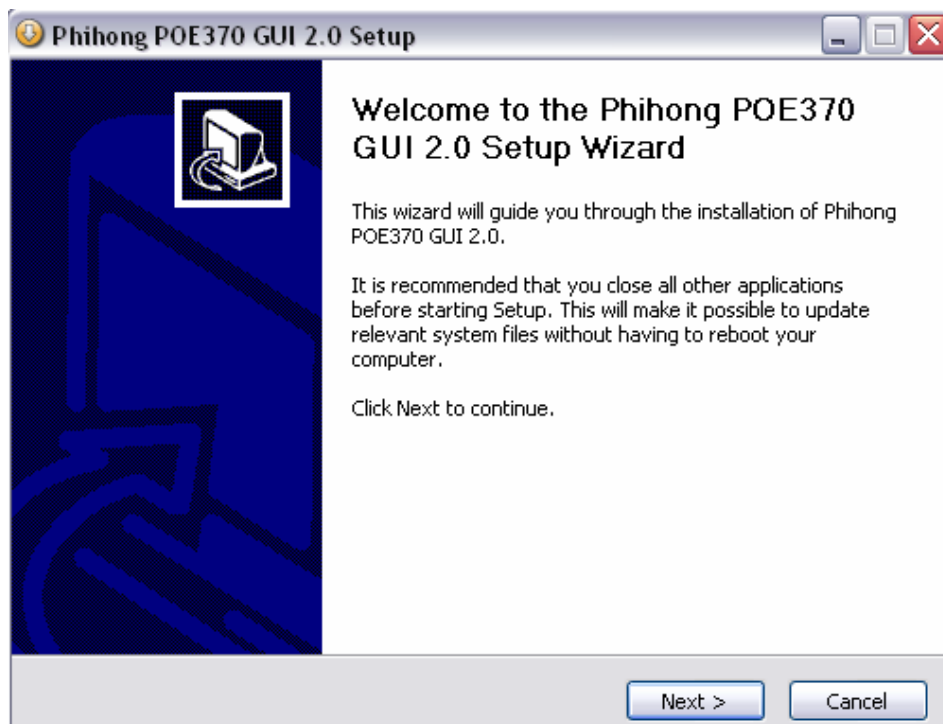 Phihong POE370 GUI 2.0 Setup
Welcome to the Phihong POE370
GUI 2.0 Setup Wizard
This wizard will guide you through the installation of Phihong
POE370 GUI 2.0.
It is recommended that you close all other applications
before starting Setup. This will make it possible to update
relevant system files without having to reboot your
computer.
Click Next to continue.
Next >
Cancel